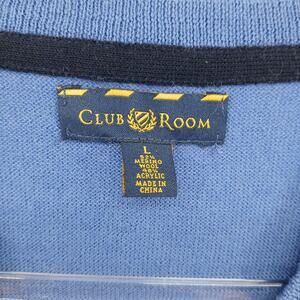 CLUB ROOM
L
52%
MERINO
WOOL
48%
ACRYLIC
MADE IN
CHINA